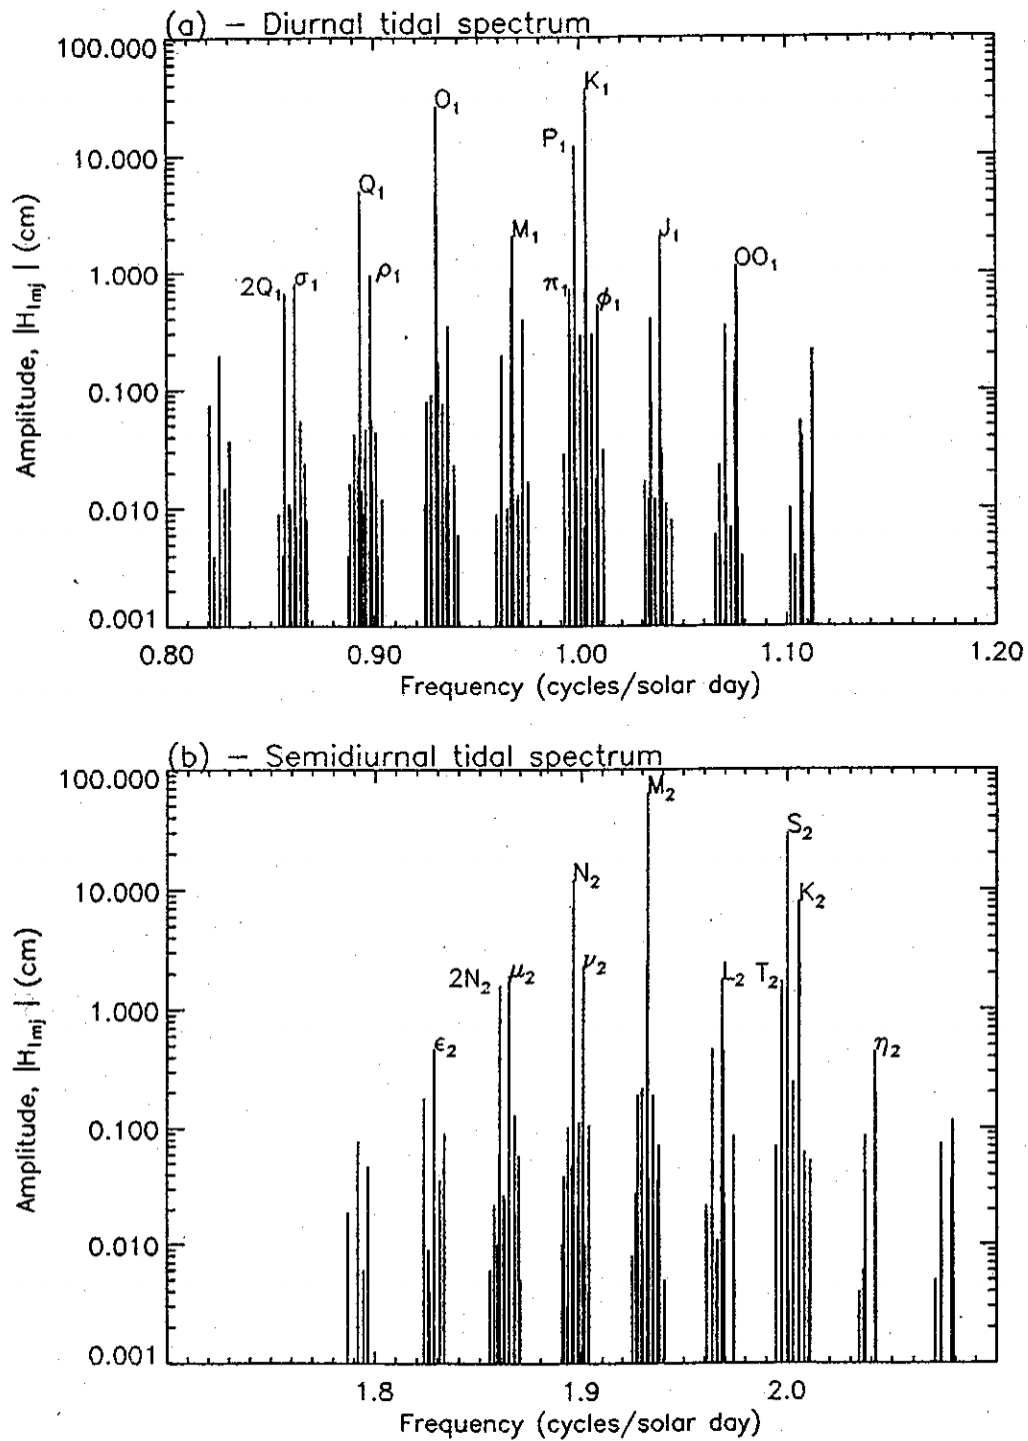 (a) – Diurnal tidal spectrum
100.000
10.000
1.000
0.100
0.010
0.001
Amplitude, |H_lmj| (cm)
K₁
O₁
P₁
Q₁
M₁
J₁
OO₁
2Q₁
σ₁
ρ₁
π₁
ϕ₁
0.80
0.90
1.00
1.10
1.20
Frequency (cycles/solar day)
(b) – Semidiurnal tidal spectrum
100.000
10.000
1.000
0.100
0.010
0.001
Amplitude, |H_lmj| (cm)
M₂
S₂
N₂
K₂
2N₂
μ₂
ν₂
L₂
T₂
ϵ₂
η₂
1.8
1.9
2.0
Frequency (cycles/solar day)